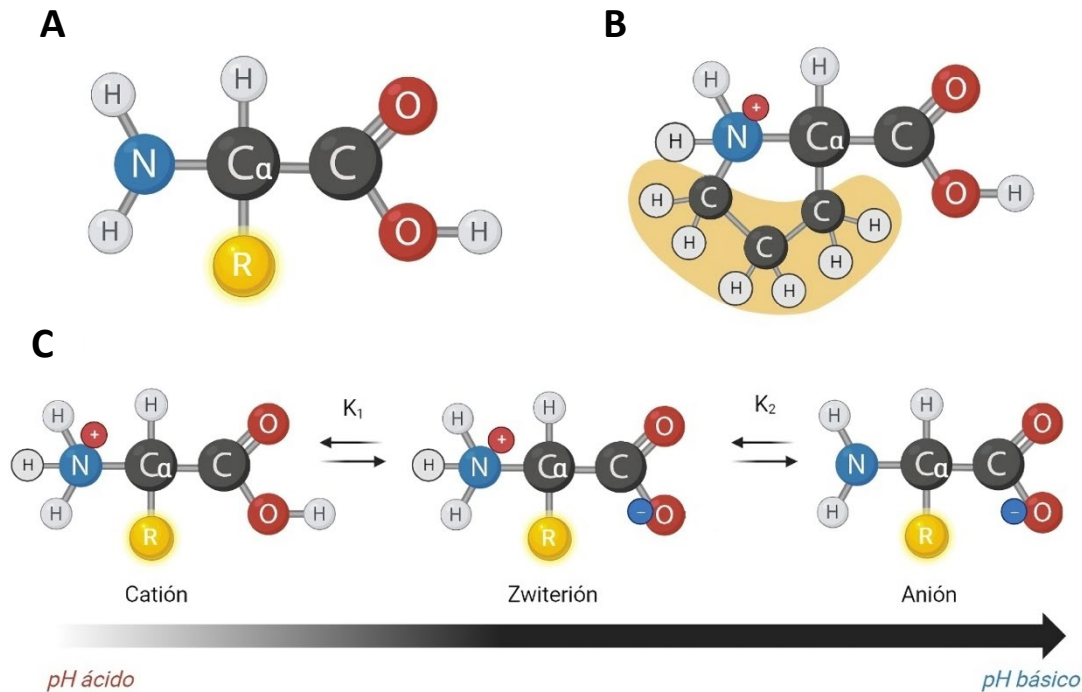 A
B
H
H
H
O
H
O
N
Cα
C
N
Cα
C
H
H
O
H
O
H
C
C
R
H
H
C
H
H
H
H
C
K₁
K₂
H
H
O
H
H
O
H
H
O
H
N
Cα
C
H
N
Cα
C
N
Cα
C
H
O
H
H
O
H
O
R
R
R
+
+
+
−
−
Catión
Zwiterión
Anión
pH ácido
pH básico